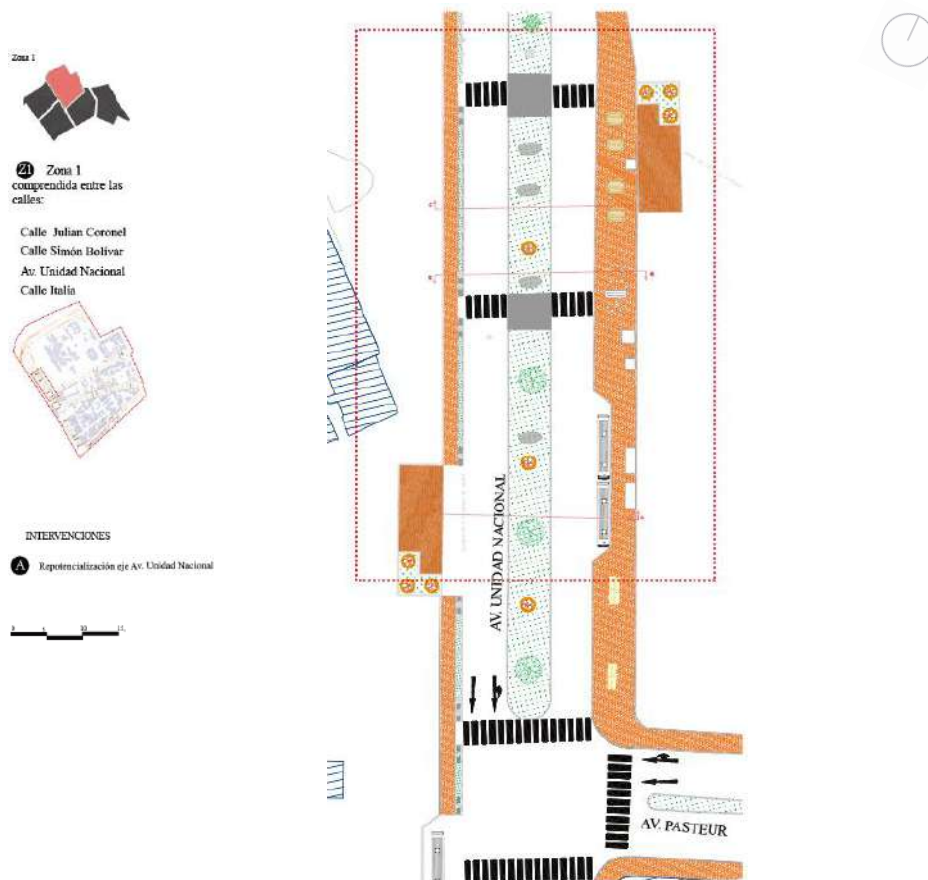 Zona 1
Z1 Zona 1
comprendida entre las
calles:
Calle Julian Coronel
Calle Simón Bolívar
Av. Unidad Nacional
Calle Italia
INTERVENCIONES
A Repotencialización eje Av. Unidad Nacional
AV. UNIDAD NACIONAL
AV. PASTEUR